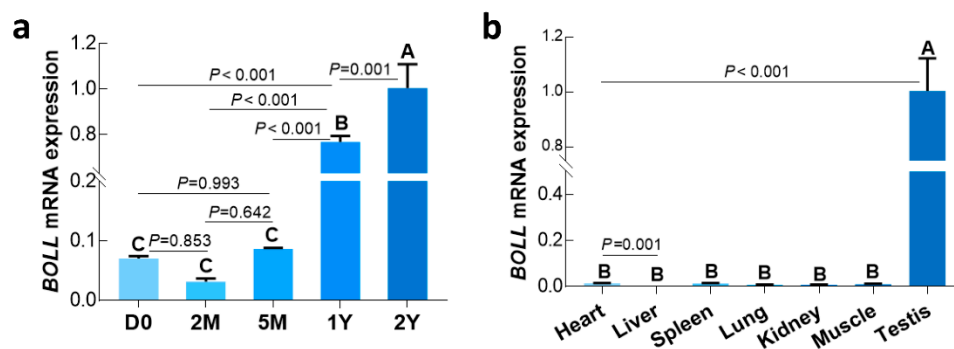 a
BOLL mRNA expression
1.2
1.0
0.8
0.2
0.1
0.0
P< 0.001
P=0.001
P< 0.001
P< 0.001
P=0.993
P=0.642
P=0.853
C
C
C
B
A
D0 2M 5M 1Y 2Y
b
BOLL mRNA expression
1.2
1.0
0.8
0.4
0.2
0.0
P< 0.001
P=0.001
B B B B B B A
Heart Liver Spleen Lung Kidney Muscle Testis